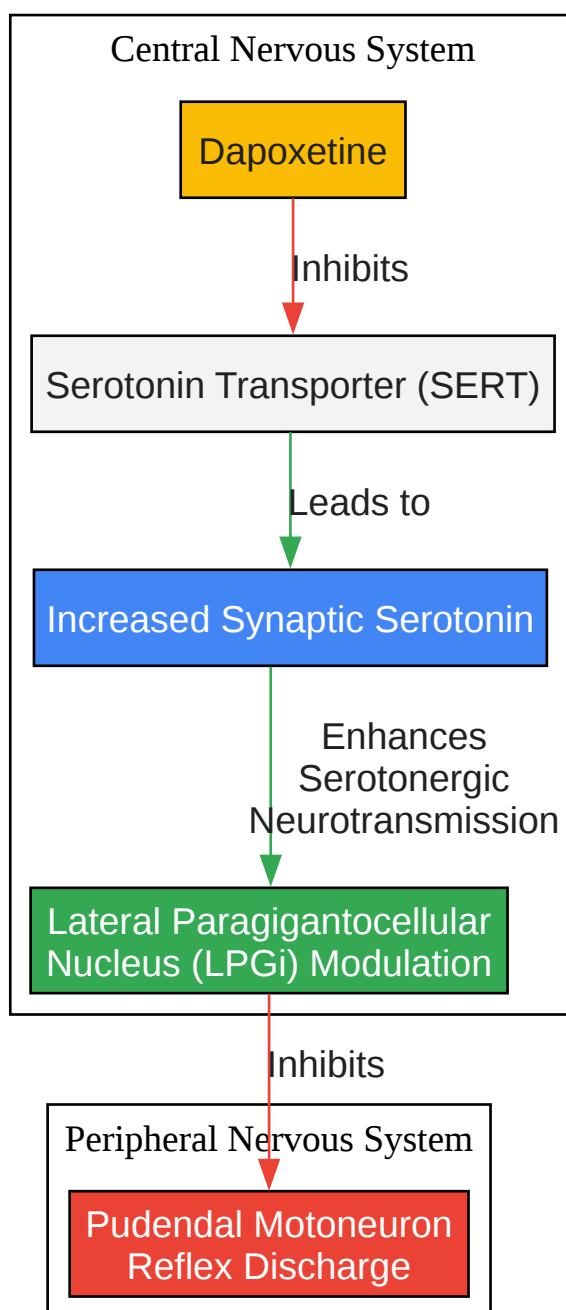 Central Nervous System
Dapoxetine
Inhibits
Serotonin Transporter (SERT)
Leads to
Increased Synaptic Serotonin
Enhances
Serotonergic
Neurotransmission
Lateral Paragigantocellular
Nucleus (LPGi) Modulation
Inhibits
Peripheral Nervous System
Pudendal Motoneuron
Reflex Discharge